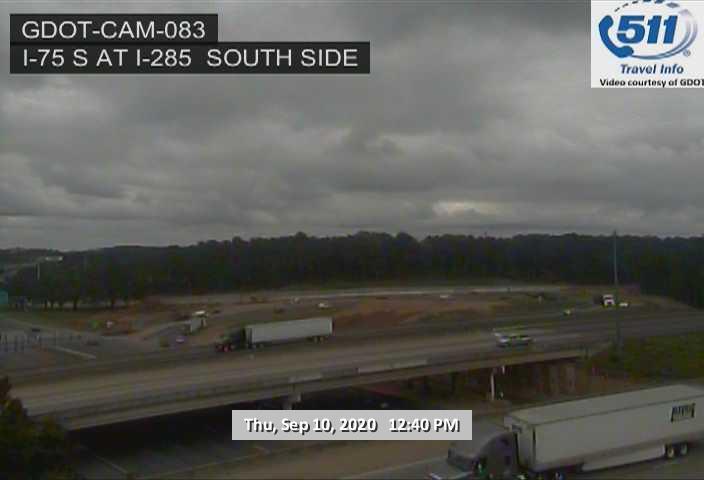 GDOT-CAM-083
I-75 S AT I-285 SOUTH SIDE
511
Travel Info
Video courtesy of GDOT
Thu, Sep 10, 2020 12:40 PM